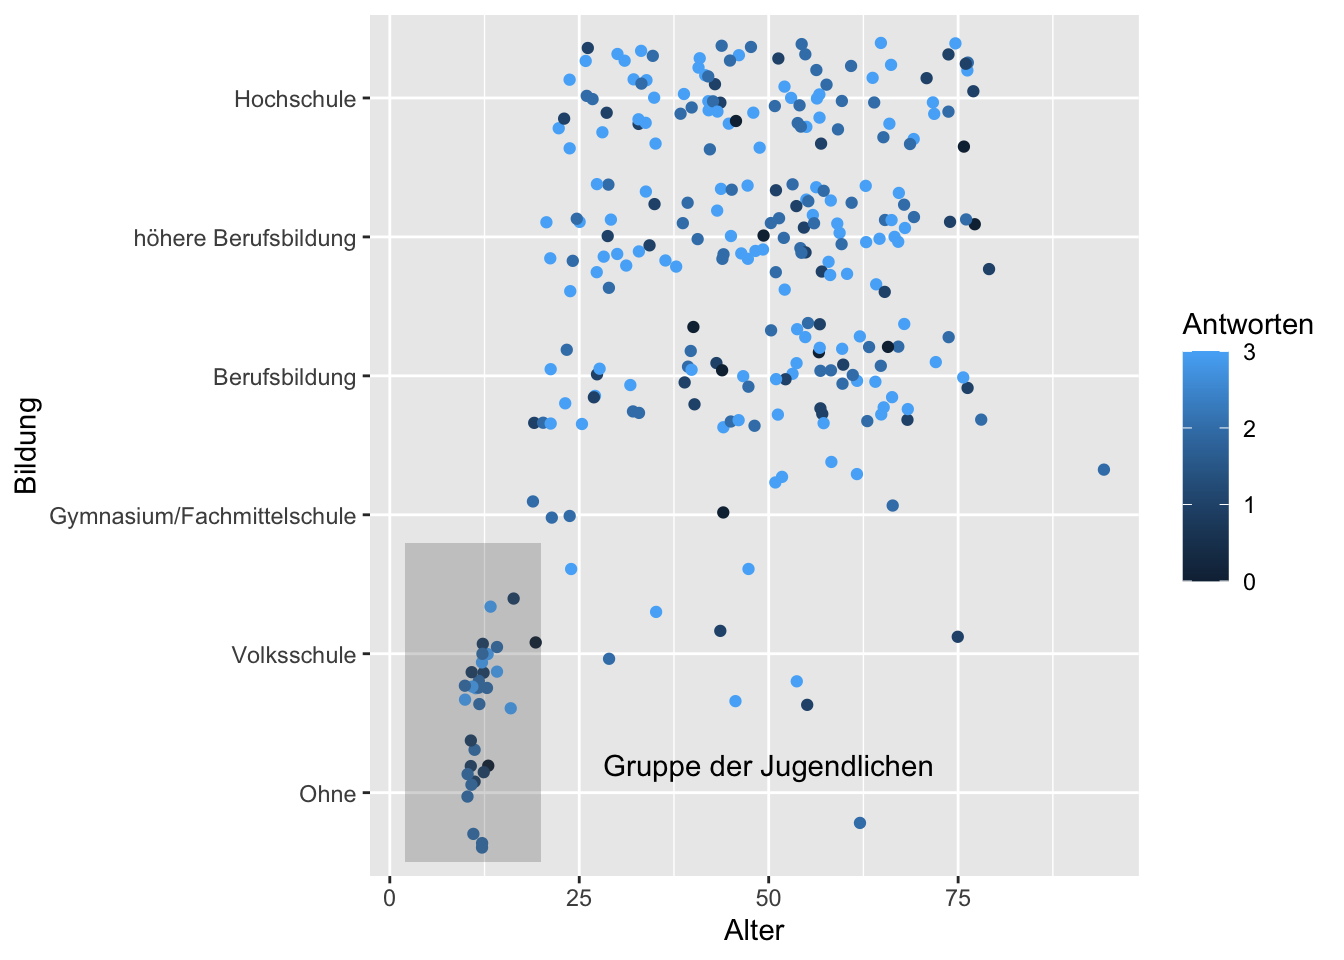 Bildung
Hochschule
höhere Berufsbildung
Berufsbildung
Gymnasium/Fachmittelschule
Volksschule
Ohne
Gruppe der Jugendlichen
0 25 50 75
Alter
Antworten
3
2
1
0